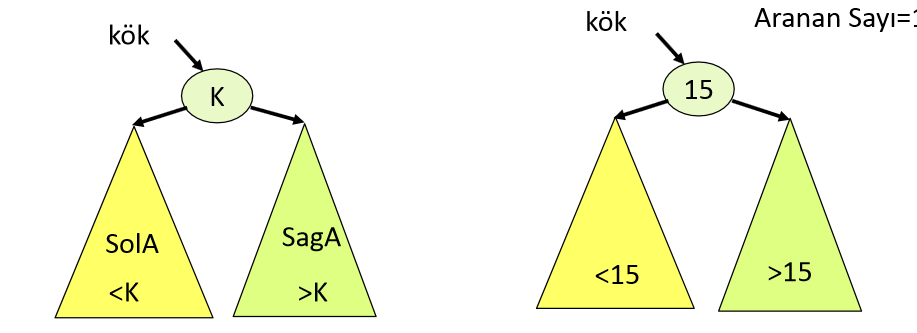 kök
K
SolA
<K
SagA
>K
kök
Aranan Sayı=
15
<15
>15